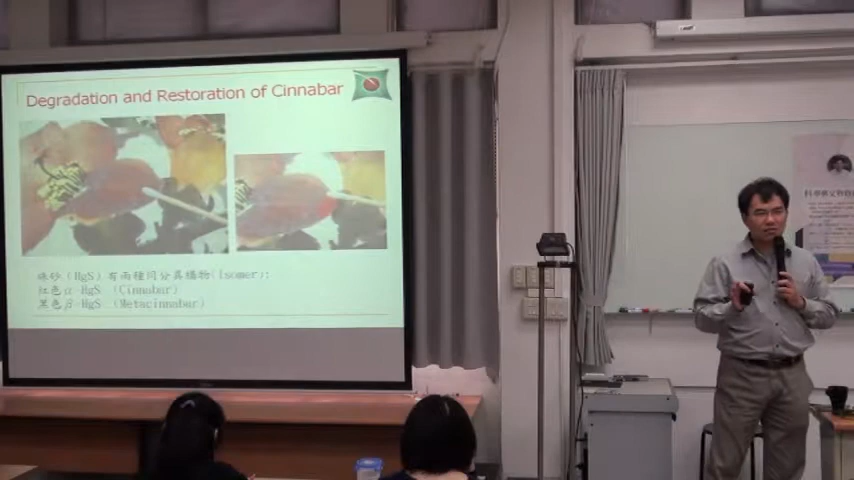 Degradation and Restoration of Cinnabar
硃砂 (HgS) 有兩種同分異構物(Isomer):
紅色α-HgS (Cinnabar)
黑色β-HgS (Metacinnabar)